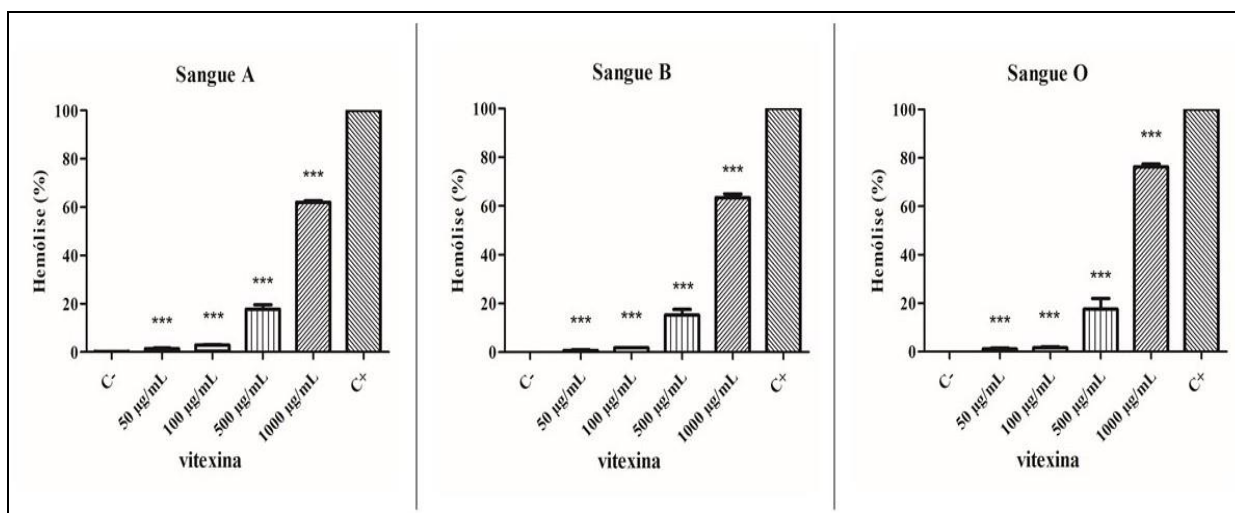 Sangue A
Hemólise (%)
100
80
60
40
20
0
***
***
***
***
C-
50 µg/mL
100 µg/mL
500 µg/mL
1000 µg/mL
C+
vitexina
Sangue B
Hemólise (%)
100
80
60
40
20
0
***
***
***
***
C-
50 µg/mL
100 µg/mL
500 µg/mL
1000 µg/mL
C+
vitexina
Sangue O
Hemólise (%)
100
80
60
40
20
0
***
***
***
***
C-
50 µg/mL
100 µg/mL
500 µg/mL
1000 µg/mL
C+
vitexina